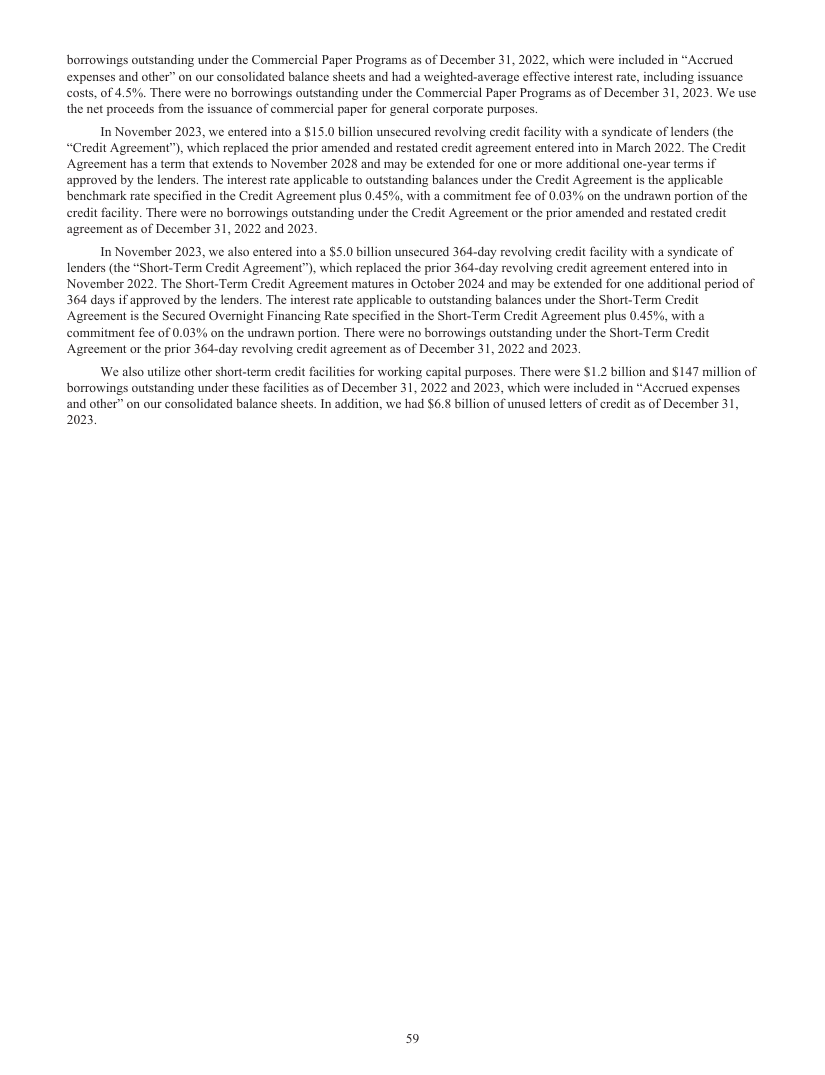 borrowings outstanding under the Commercial Paper Programs as of December 31, 2022, which were included in “Accrued
expenses and other” on our consolidated balance sheets and had a weighted-average effective interest rate, including issuance
costs, of 4.5%. There were no borrowings outstanding under the Commercial Paper Programs as of December 31, 2023. We use
the net proceeds from the issuance of commercial paper for general corporate purposes.
In November 2023, we entered into a $15.0 billion unsecured revolving credit facility with a syndicate of lenders (the
“Credit Agreement”), which replaced the prior amended and restated credit agreement entered into in March 2022. The Credit
Agreement has a term that extends to November 2028 and may be extended for one or more additional one-year terms if
approved by the lenders. The interest rate applicable to outstanding balances under the Credit Agreement is the applicable
benchmark rate specified in the Credit Agreement plus 0.45%, with a commitment fee of 0.03% on the undrawn portion of the
credit facility. There were no borrowings outstanding under the Credit Agreement or the prior amended and restated credit
agreement as of December 31, 2022 and 2023.
In November 2023, we also entered into a $5.0 billion unsecured 364-day revolving credit facility with a syndicate of
lenders (the “Short-Term Credit Agreement”), which replaced the prior 364-day revolving credit agreement entered into in
November 2022. The Short-Term Credit Agreement matures in October 2024 and may be extended for one additional period of
364 days if approved by the lenders. The interest rate applicable to outstanding balances under the Short-Term Credit
Agreement is the Secured Overnight Financing Rate specified in the Short-Term Credit Agreement plus 0.45%, with a
commitment fee of 0.03% on the undrawn portion. There were no borrowings outstanding under the Short-Term Credit
Agreement or the prior 364-day revolving credit agreement as of December 31, 2022 and 2023.
We also utilize other short-term credit facilities for working capital purposes. There were $1.2 billion and $147 million of
borrowings outstanding under these facilities as of December 31, 2022 and 2023, which were included in “Accrued expenses
and other” on our consolidated balance sheets. In addition, we had $6.8 billion of unused letters of credit as of December 31,
2023.
59